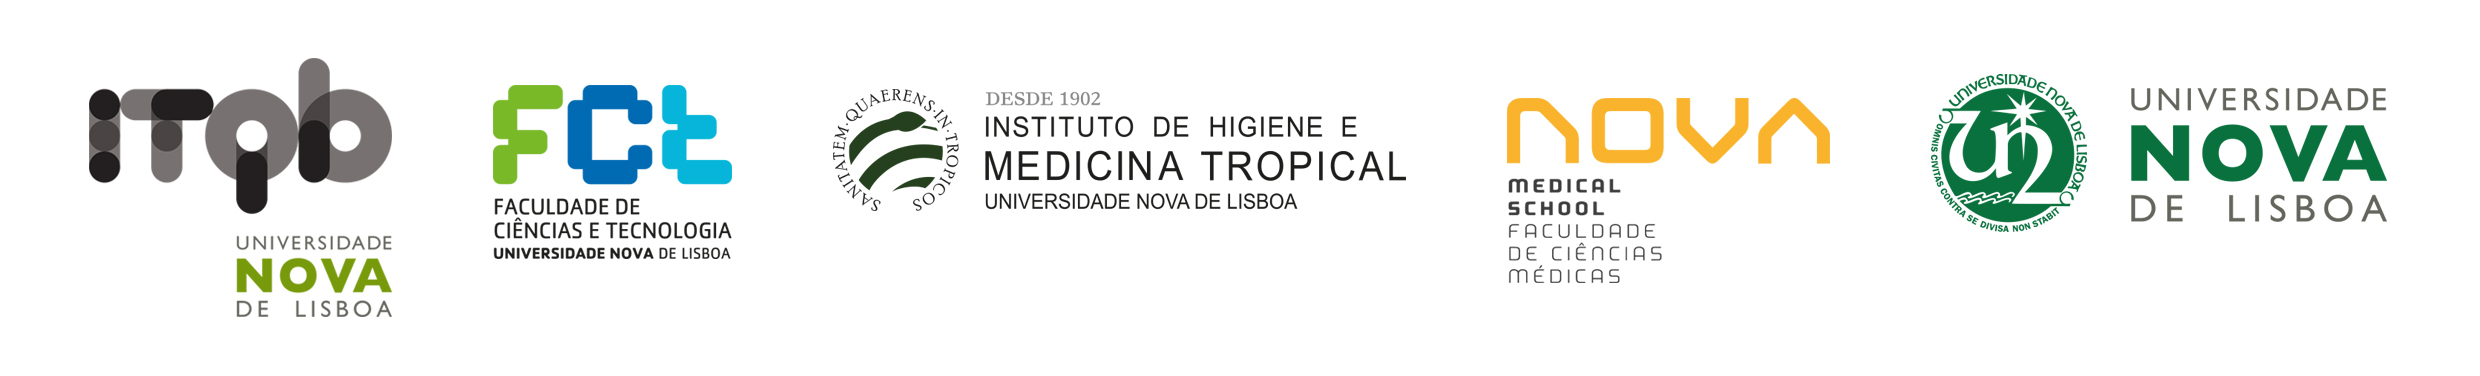 ITqb
UNIVERSIDADE
NOVA
DE LISBOA
FCt
FACULDADE DE
CIÊNCIAS E TECNOLOGIA
UNIVERSIDADE NOVA DE LISBOA
SANITATEM·QUAERENS·IN·TROPICOS
DESDE 1902
INSTITUTO DE HIGIENE E
MEDICINA TROPICAL
UNIVERSIDADE NOVA DE LISBOA
NOVA
MEDICAL
SCHOOL
FACULDADE
DE CIÊNCIAS
MÉDICAS
UNIVERSIDADE NOVA DE LISBOA
OMNIS CIVITAS CONTRA SE DIVISA NON STABIT
un2
UNIVERSIDADE
NOVA
DE LISBOA